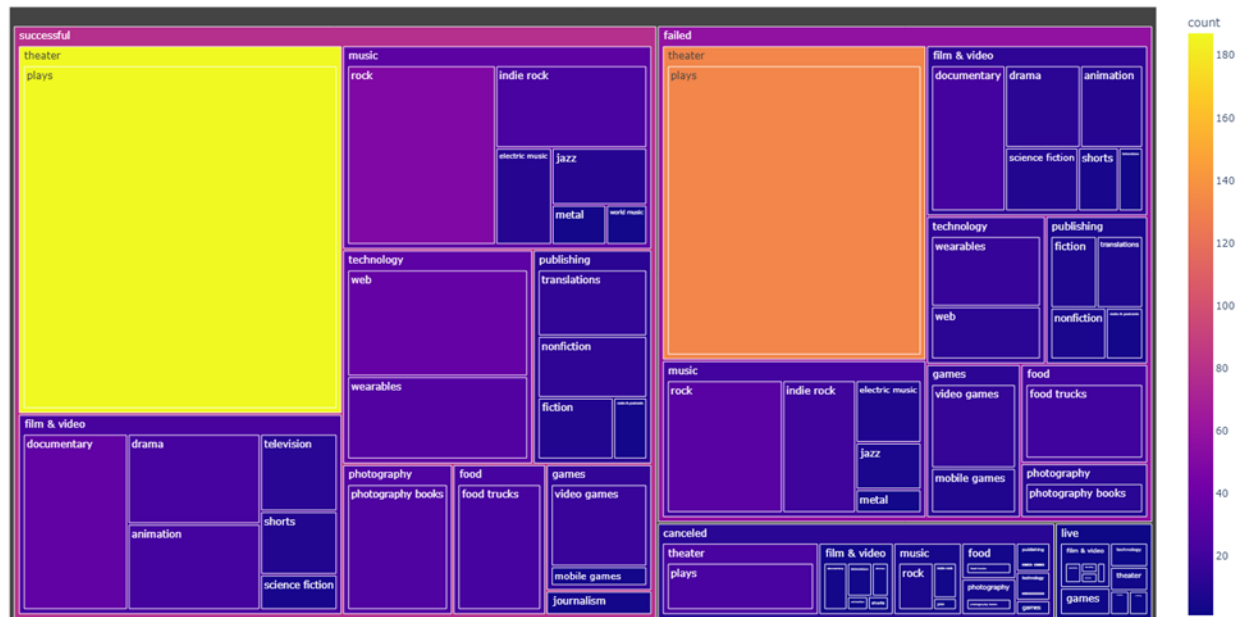 count
successful
theater
plays
music
rock
indie rock
electric music
jazz
metal
world music
technology
web
wearables
publishing
translations
nonfiction
fiction
film & video
documentary
drama
television
animation
shorts
science fiction
photography
photography books
food
food trucks
games
video games
mobile games
journalism
failed
theater
plays
film & video
documentary
drama
animation
science fiction
shorts
technology
wearables
web
publishing
fiction
translations
nonfiction
music
rock
indie rock
electric music
jazz
metal
games
video games
mobile games
food
food trucks
photography
photography books
canceled
theater
plays
film & video
shorts
music
rock
food
photography
publishing
technology
games
live
film & video
technology
theater
games
180
160
140
120
100
80
60
40
20